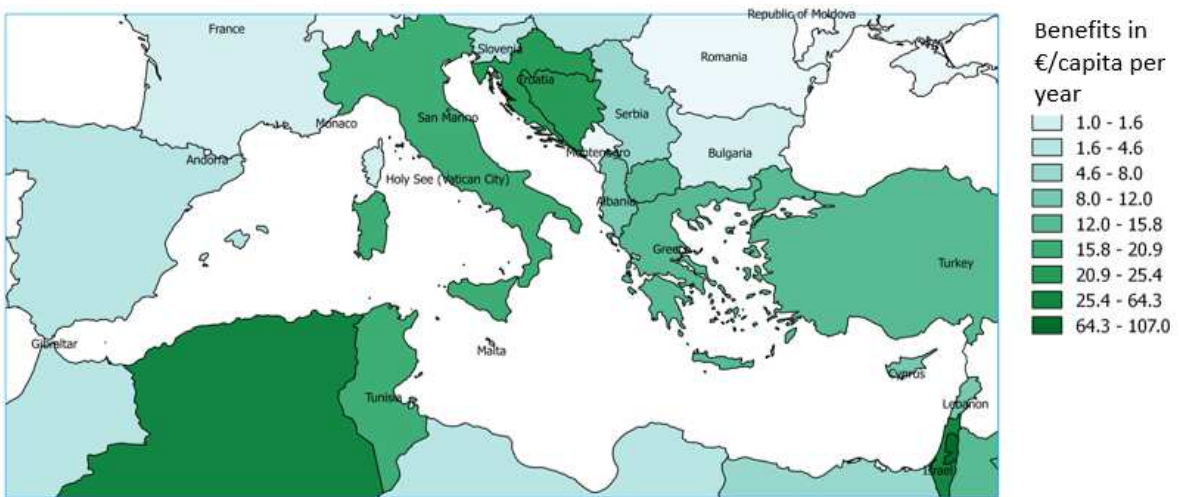 France
Republic of Moldova
Slovenia
Romania
Croatia
Serbia
Monaco
San Marino
Montenegro
Bulgaria
Andorra
Holy See (Vatican City)
Albania
Greece
Turkey
Gibraltar
Malta
Cyprus
Tunisia
Lebanon
Israel
Benefits in
€/capita per
year
1.0 - 1.6
1.6 - 4.6
4.6 - 8.0
8.0 - 12.0
12.0 - 15.8
15.8 - 20.9
20.9 - 25.4
25.4 - 64.3
64.3 - 107.0